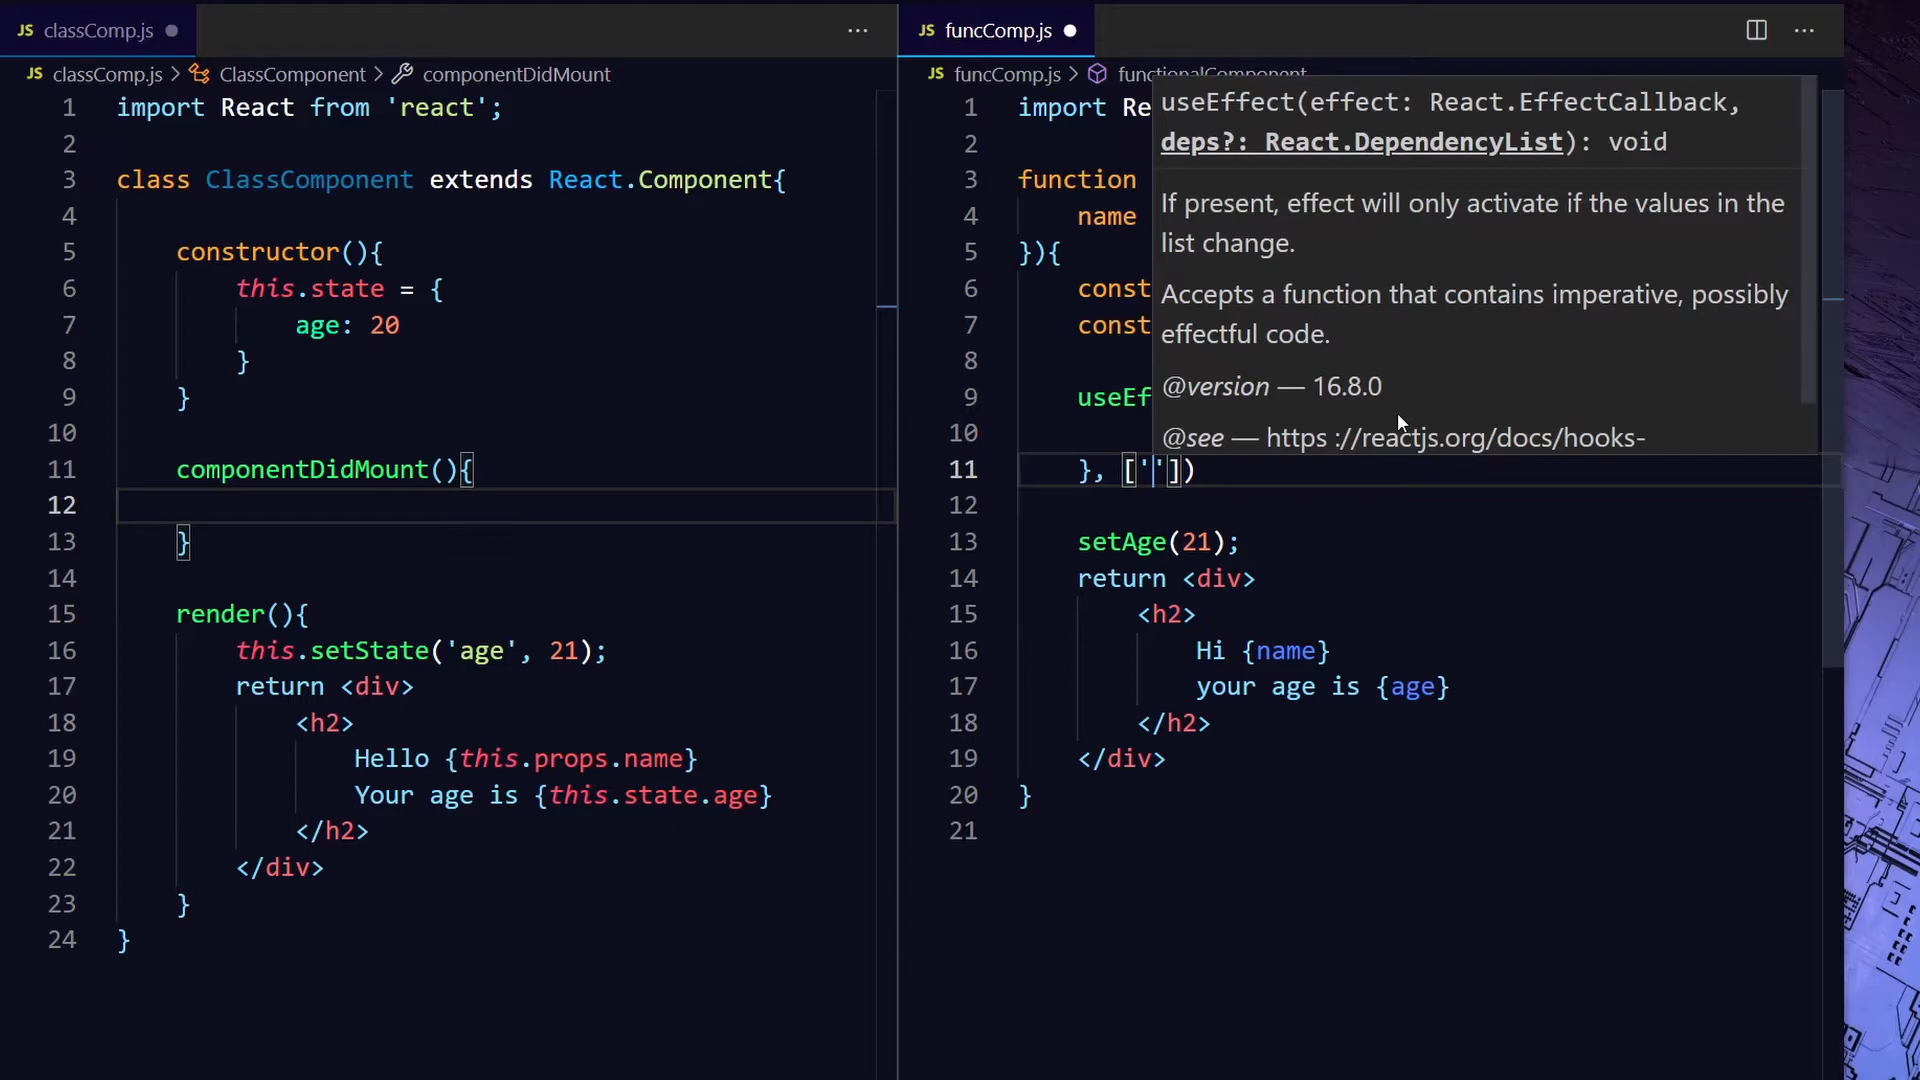 JS classComp.js
JS classComp.js > ClassComponent > componentDidMount
1 import React from 'react';
2
3 class ClassComponent extends React.Component{
4
5 constructor(){
6 this.state = {
7 age: 20
8 }
9 }
10
11 componentDidMount(){
12
13 }
14
15 render(){
16 this.setState('age', 21);
17 return <div>
18 <h2>
19 Hello {this.props.name}
20 Your age is {this.state.age}
21 </h2>
22 </div>
23 }
24 }
JS funcComp.js
JS funcComp.js > functionalComponent
1 import Re
2
3 function
4 name
5 }){
6 const
7 const
8
9 useEf
10
11 }, [''])
12
13 setAge(21);
14 return <div>
15 <h2>
16 Hi {name}
17 your age is {age}
18 </h2>
19 </div>
20 }
21
useEffect(effect: React.EffectCallback,
deps?: React.DependencyList): void
If present, effect will only activate if the values in the
list change.
Accepts a function that contains imperative, possibly
effectful code.
@version — 16.8.0
@see — https ://reactjs.org/docs/hooks-